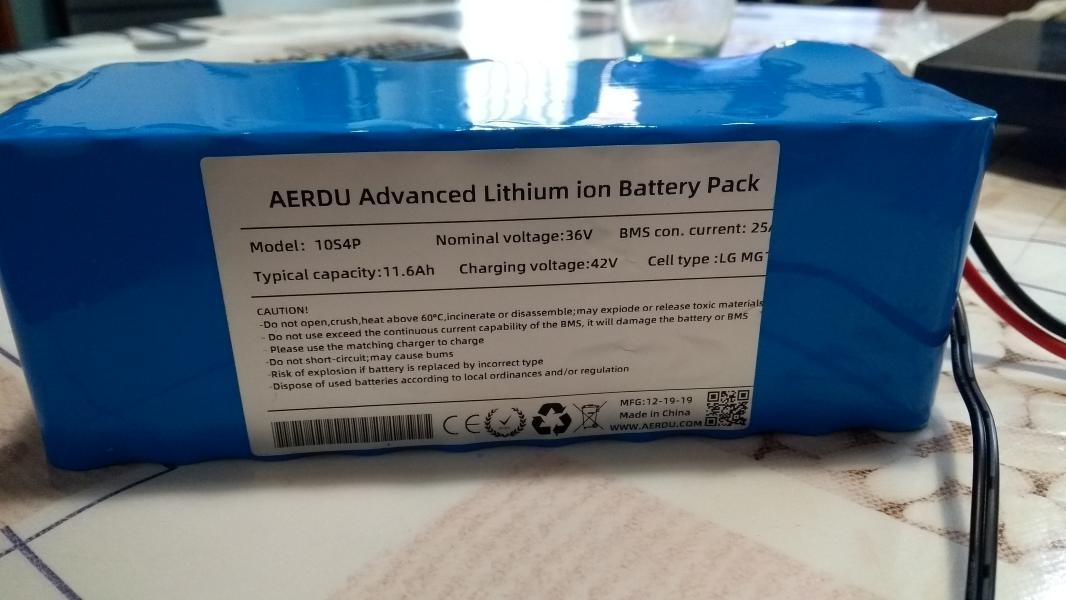 AERDU Advanced Lithium ion Battery Pack
Model: 10S4P Nominal voltage:36V BMS con. current: 25A
Typical capacity:11.6Ah Charging voltage:42V Cell type :LG MG1
CAUTION!
-Do not open,crush,heat above 60℃,incinerate or disassemble;may explode or release toxic materials
- Do not use exceed the continuous current capability of the BMS, it will damage the battery or BMS
- Please use the matching charger to charge
-Do not short-circuit;may cause bums
-Risk of explosion if battery is replaced by incorrect type
-Dispose of used batteries according to local ordinances and/or regulation
CE
MFG:12-19-19
Made in China
WWW.AERDU.COM